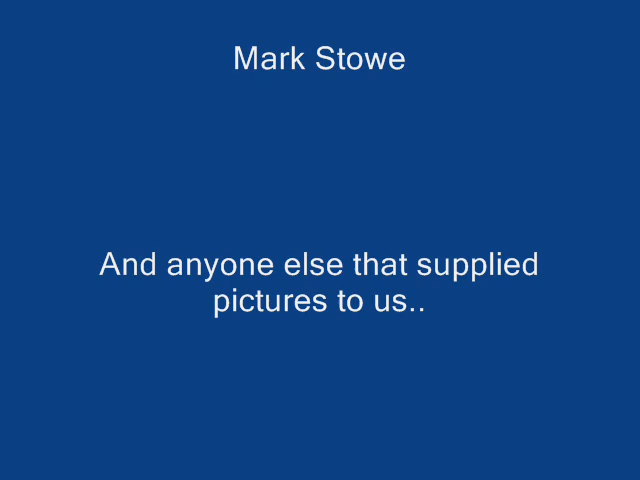 Mark Stowe
And anyone else that supplied
pictures to us..